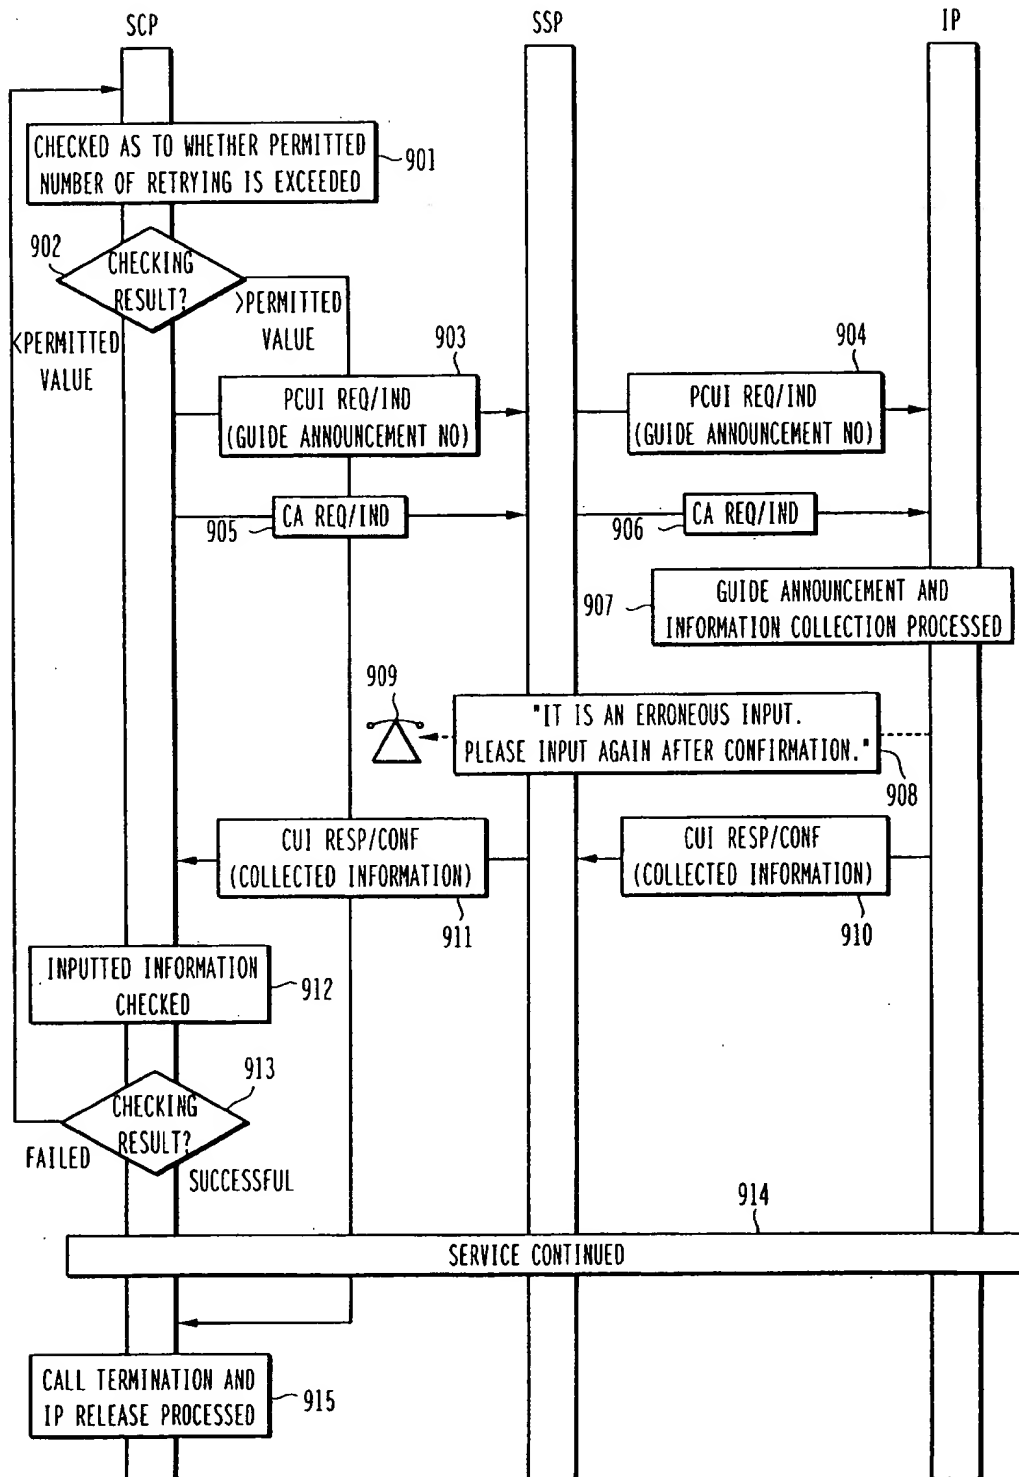 SCP
SSP
IP
CHECKED AS TO WHETHER PERMITTED
NUMBER OF RETRYING IS EXCEEDED
901
902
CHECKING
RESULT?
>PERMITTED
VALUE
<PERMITTED
VALUE
903
PCUI REQ/IND
(GUIDE ANNOUNCEMENT NO)
904
PCUI REQ/IND
(GUIDE ANNOUNCEMENT NO)
905
CA REQ/IND
906
CA REQ/IND
907
GUIDE ANNOUNCEMENT AND
INFORMATION COLLECTION PROCESSED
909
"IT IS AN ERRONEOUS INPUT.
PLEASE INPUT AGAIN AFTER CONFIRMATION."
908
CUI RESP/CONF
(COLLECTED INFORMATION)
911
CUI RESP/CONF
(COLLECTED INFORMATION)
910
INPUTTED INFORMATION
CHECKED
912
913
CHECKING
RESULT?
FAILED
SUCCESSFUL
914
SERVICE CONTINUED
CALL TERMINATION AND
IP RELEASE PROCESSED
915